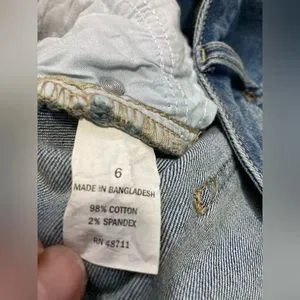 6
MADE IN BANGLADESH
98% COTTON
2% SPANDEX
RN 48711